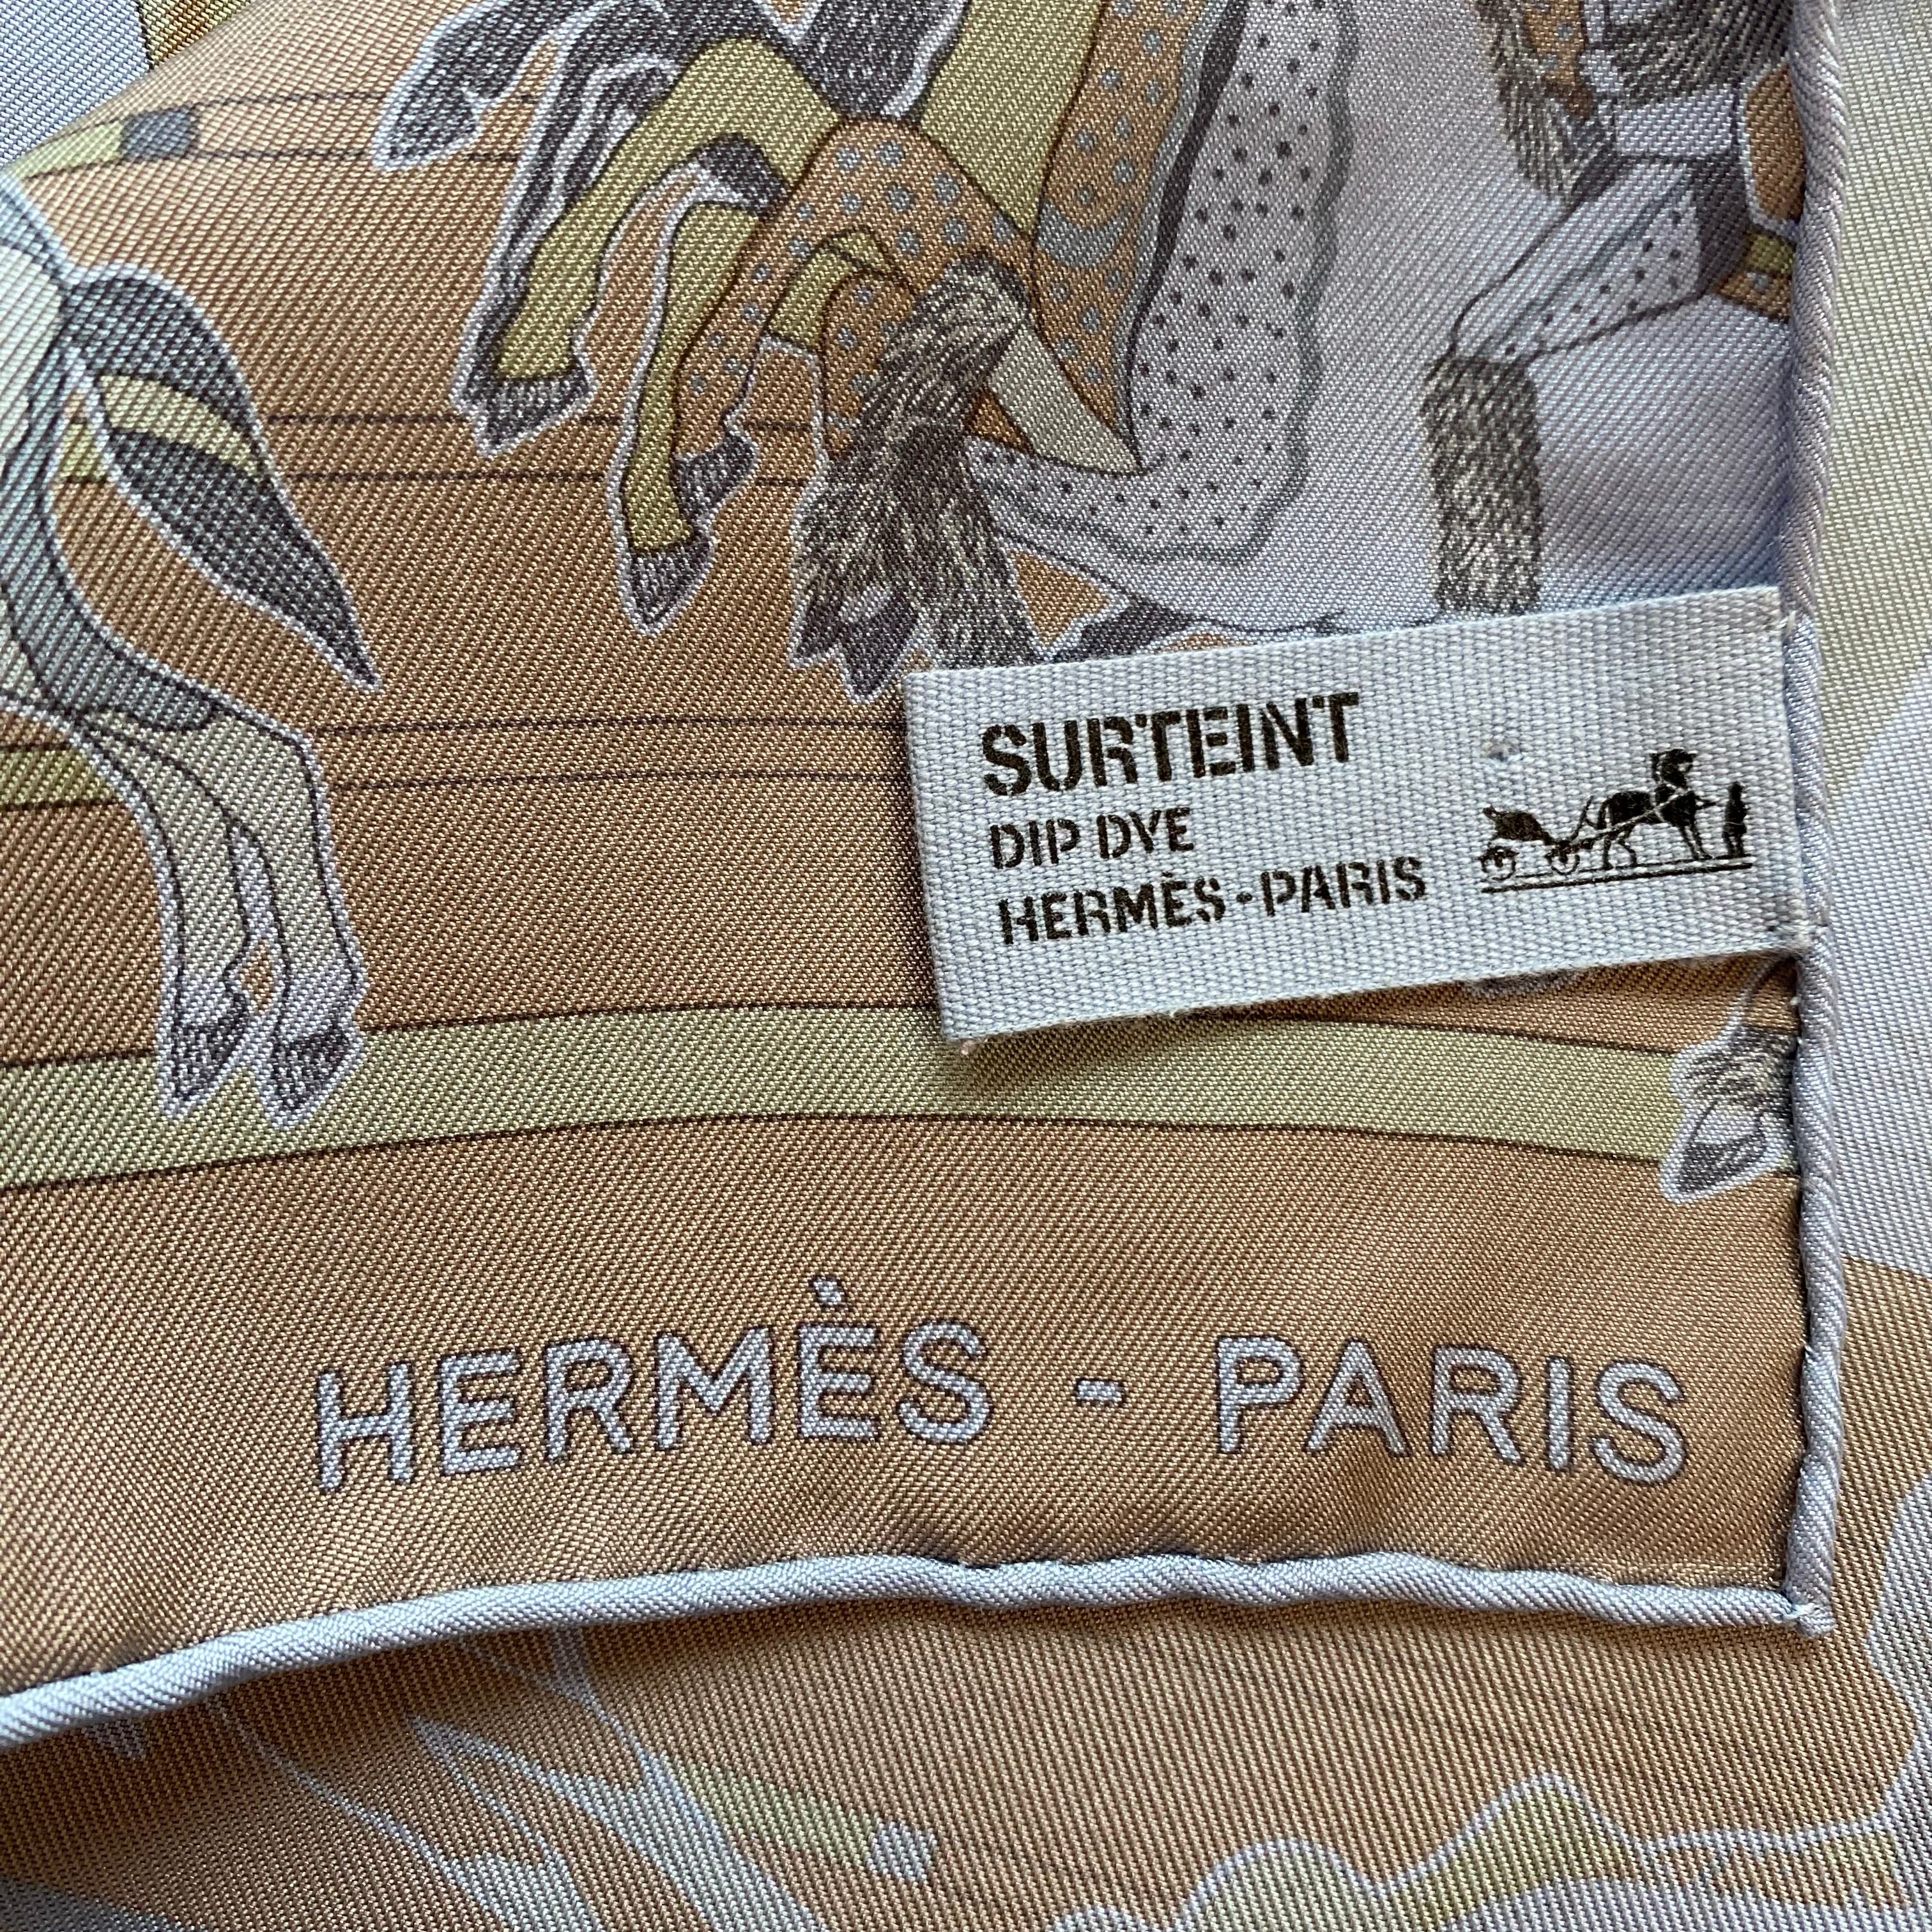 SURTEINT
DIP DYE
HERMÈS-PARIS
HERMÈS - PARIS